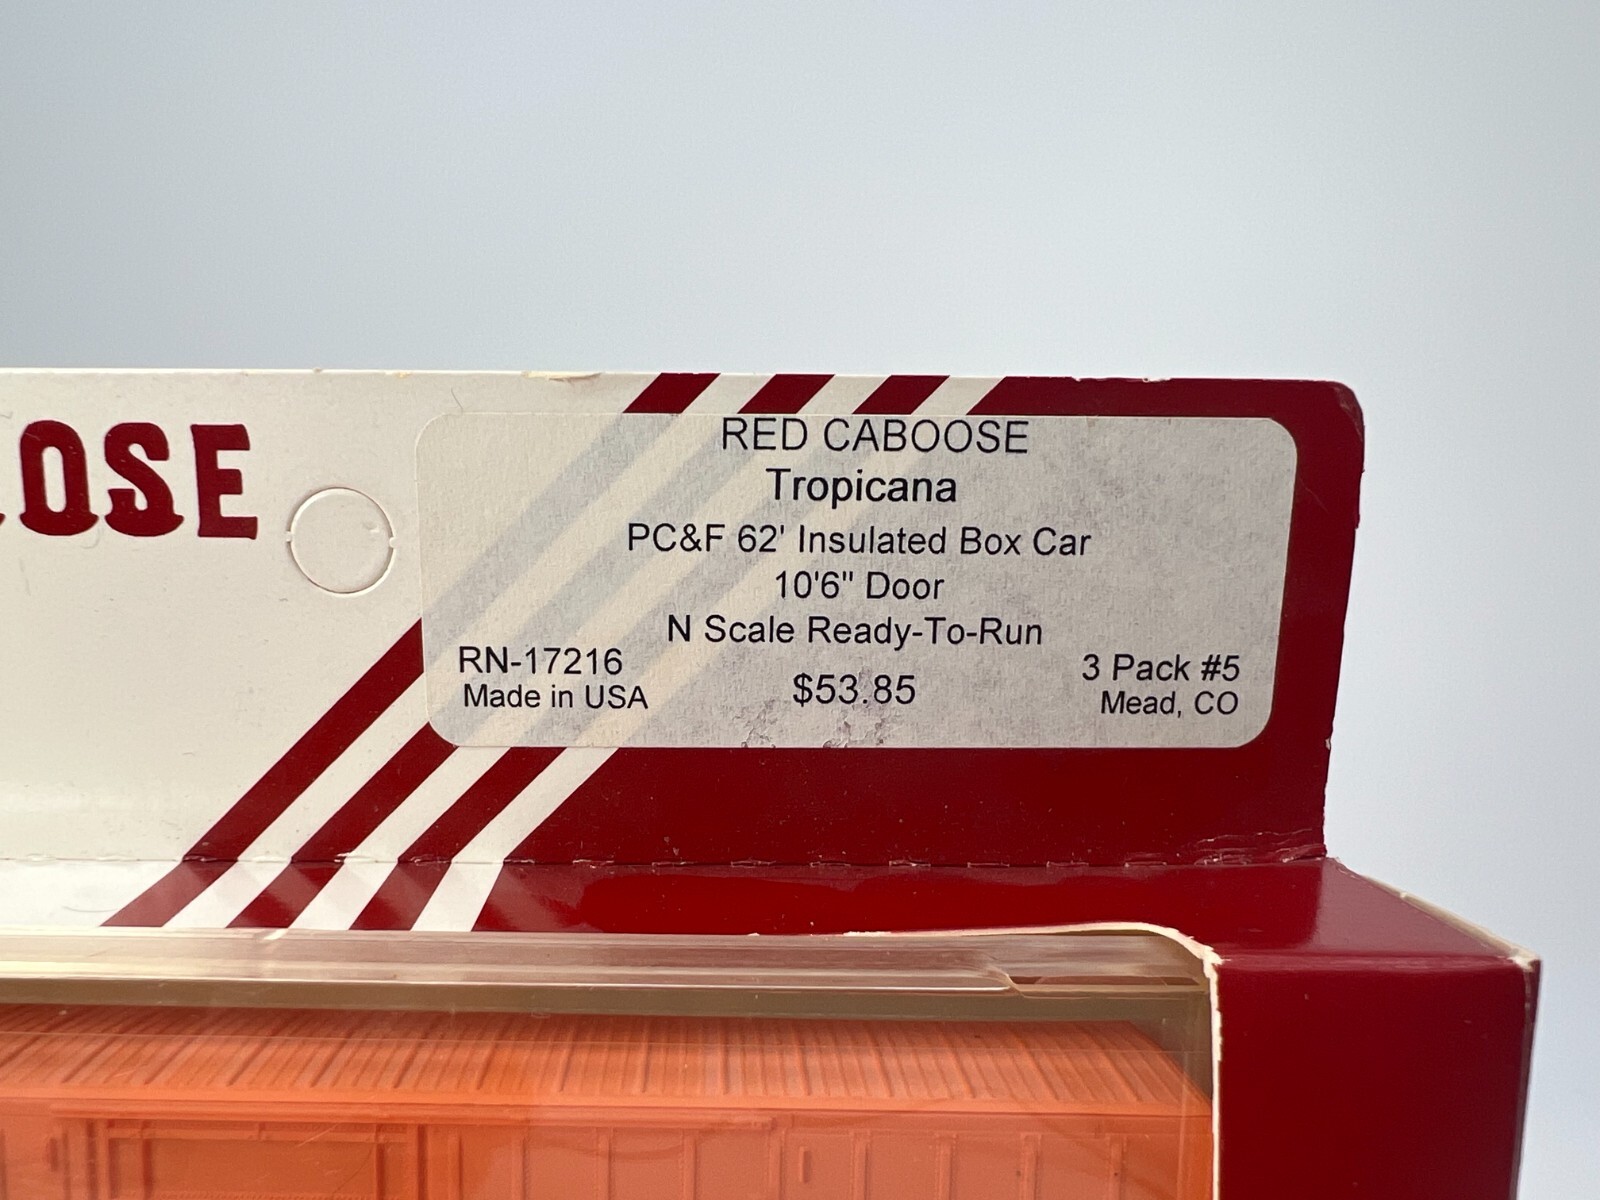 OSE
RED CABOOSE
Tropicana
PC&F 62' Insulated Box Car
10'6" Door
N Scale Ready-To-Run
RN-17216
Made in USA
$53.85
3 Pack #5
Mead, CO